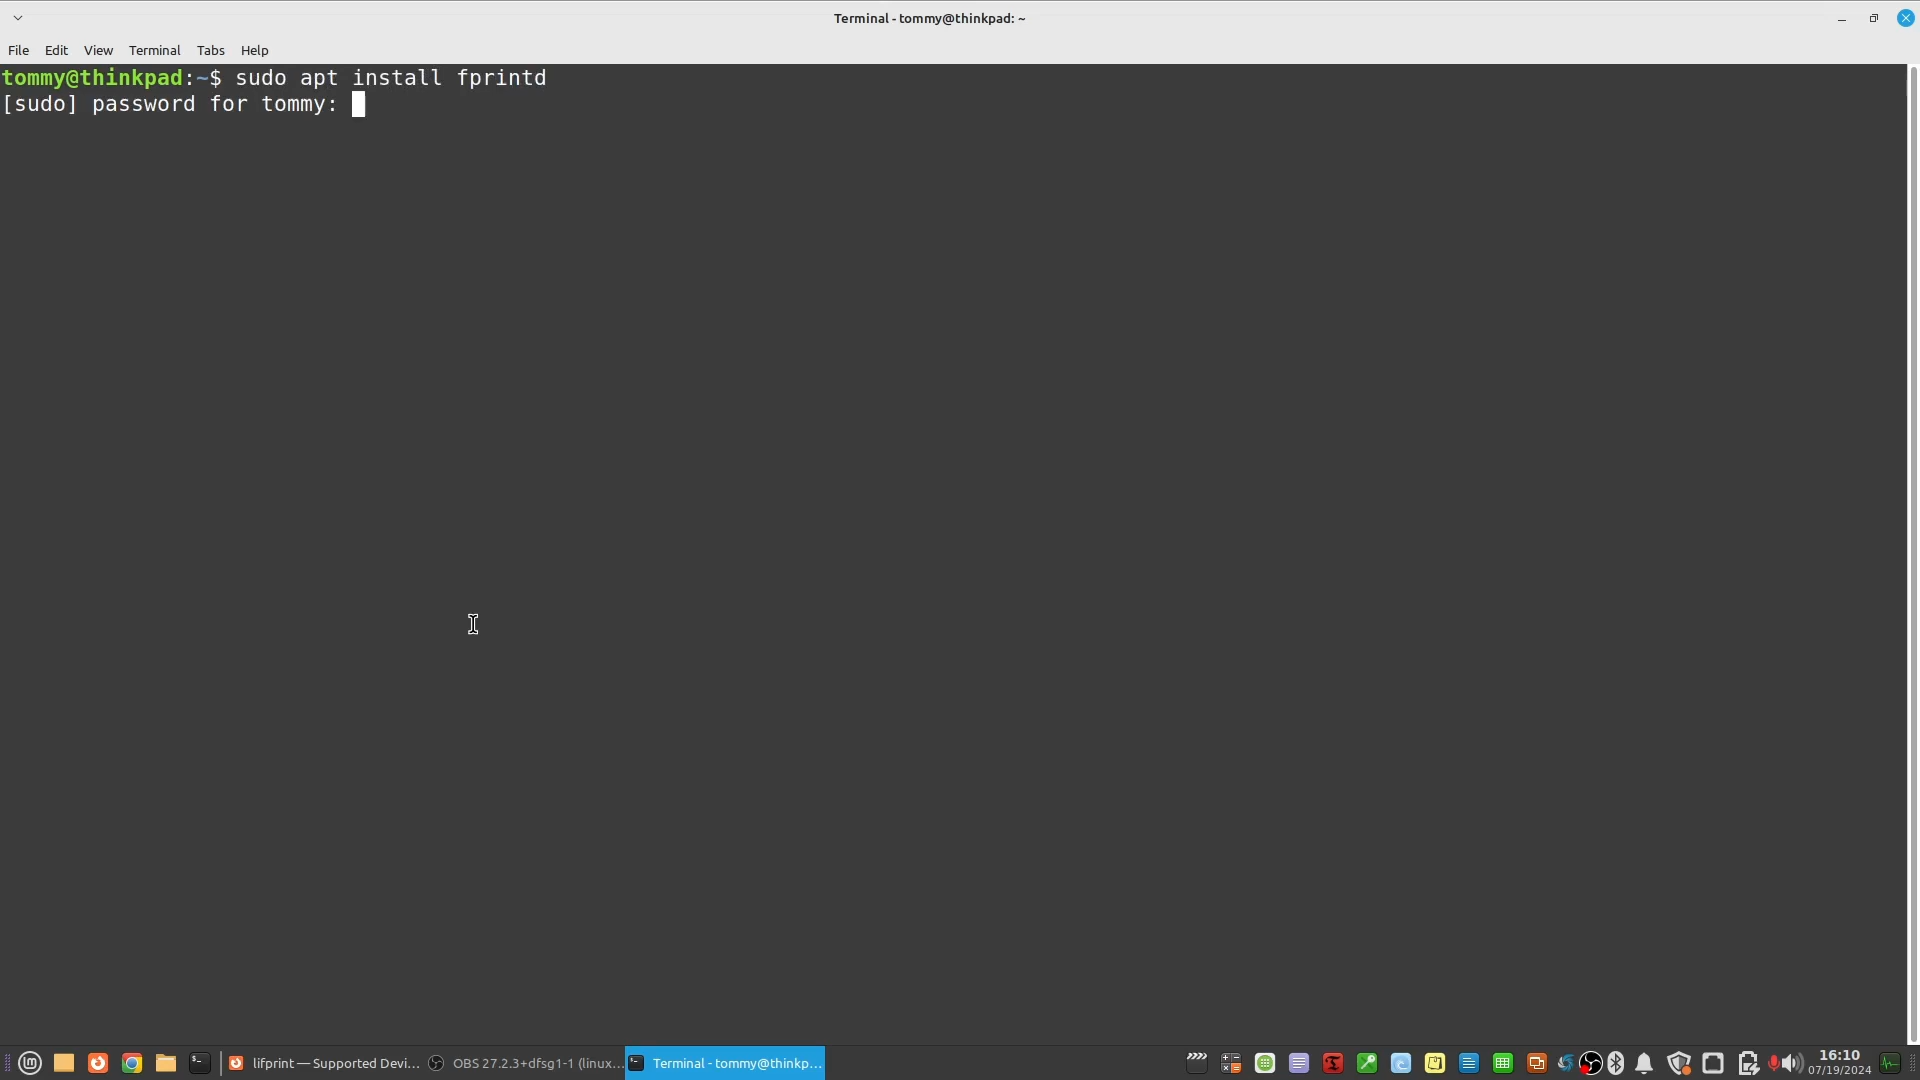 Terminal - tommy@thinkpad: ~
File Edit View Terminal Tabs Help
tommy@thinkpad:~$ sudo apt install fprintd
[sudo] password for tommy:
lifprint — Supported Devi... OBS 27.2.3+dfsg1-1 (linux... Terminal - tommy@thinkp... 16:10
07/19/2024